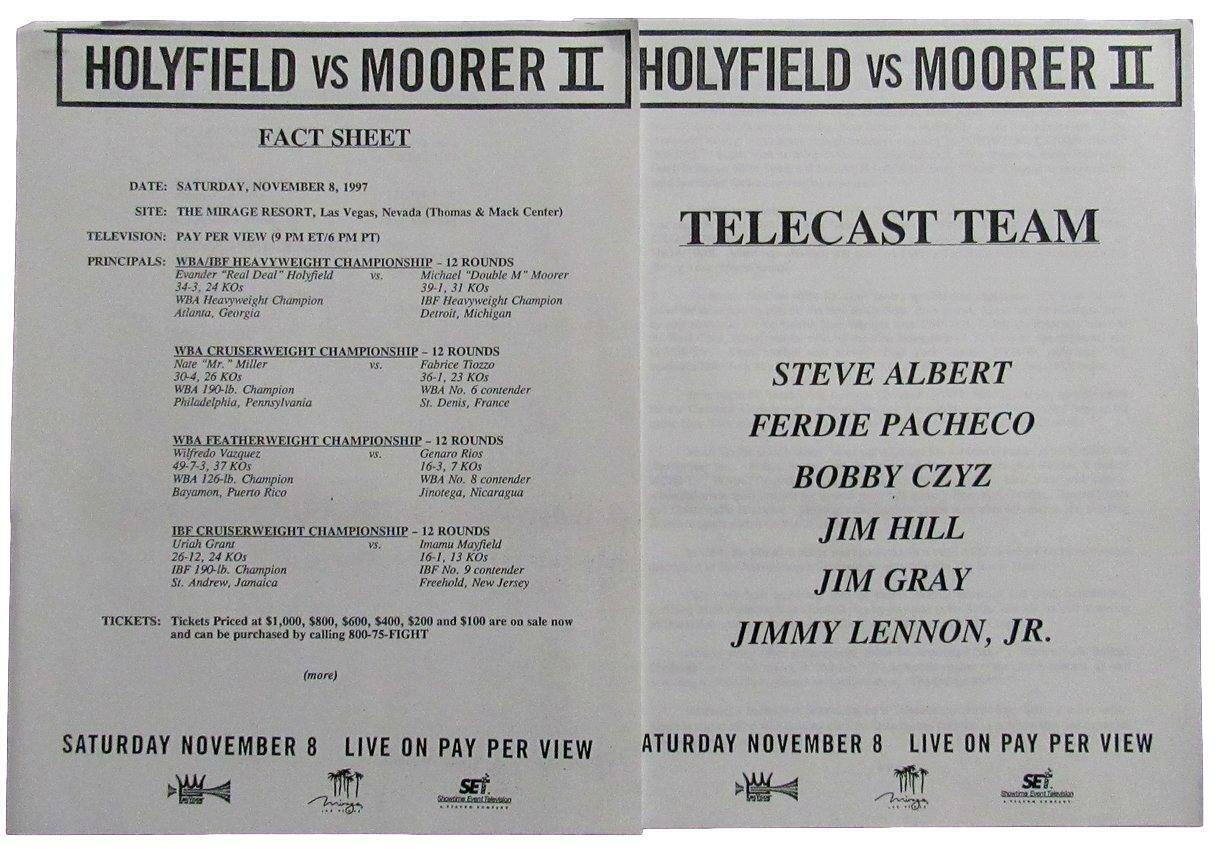 HOLYFIELD VS MOORER II
FACT SHEET
DATE: SATURDAY, NOVEMBER 8, 1997
SITE: THE MIRAGE RESORT, Las Vegas, Nevada (Thomas & Mack Center)
TELEVISION: PAY PER VIEW (9 PM ET/6 PM PT)
PRINCIPALS: WBA/IBF HEAVYWEIGHT CHAMPIONSHIP – 12 ROUNDS
Evander "Real Deal" Holyfield vs. Michael "Double M" Moorer
34-3, 24 KOs 39-1, 31 KOs
WBA Heavyweight Champion IBF Heavyweight Champion
Atlanta, Georgia Detroit, Michigan
WBA CRUISERWEIGHT CHAMPIONSHIP – 12 ROUNDS
Nate "Mr." Miller vs. Fabrice Tiozzo
30-4, 26 KOs 36-1, 23 KOs
WBA 190-lb. Champion WBA No. 6 contender
Philadelphia, Pennsylvania St. Denis, France
WBA FEATHERWEIGHT CHAMPIONSHIP – 12 ROUNDS
Wilfredo Vazquez vs. Genaro Rios
49-7-3, 37 KOs 16-3, 7 KOs
WBA 126-lb. Champion WBA No. 8 contender
Bayamon, Puerto Rico Jinotega, Nicaragua
IBF CRUISERWEIGHT CHAMPIONSHIP – 12 ROUNDS
Uriah Grant vs. Imamu Mayfield
26-12, 24 KOs 16-1, 13 KOs
IBF 190-lb. Champion IBF No. 9 contender
St. Andrew, Jamaica Freehold, New Jersey
TICKETS: Tickets Priced at $1,000, $800, $600, $400, $200 and $100 are on sale now
and can be purchased by calling 800-75-FIGHT
(more)
SATURDAY NOVEMBER 8 LIVE ON PAY PER VIEW
Mirage
SET
Showtime Event Television
HOLYFIELD VS MOORER II
TELECAST TEAM
STEVE ALBERT
FERDIE PACHECO
BOBBY CZYZ
JIM HILL
JIM GRAY
JIMMY LENNON, JR.
ATURDAY NOVEMBER 8 LIVE ON PAY PER VIEW
Mirage
SET
Showtime Event Television